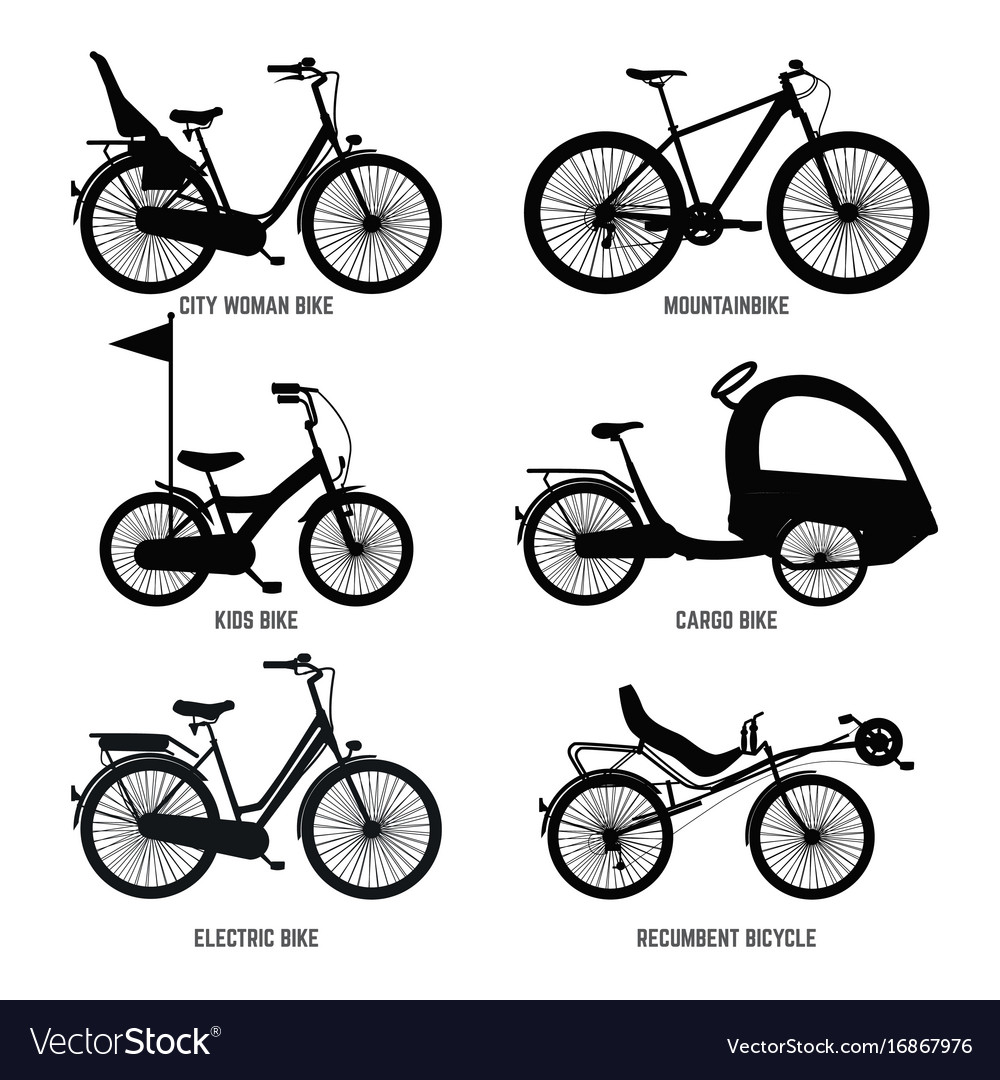 CITY WOMAN BIKE
MOUNTAINBIKE
KIDS BIKE
CARGO BIKE
ELECTRIC BIKE
RECUMBENT BICYCLE
VectorStock®
VectorStock.com/16867976